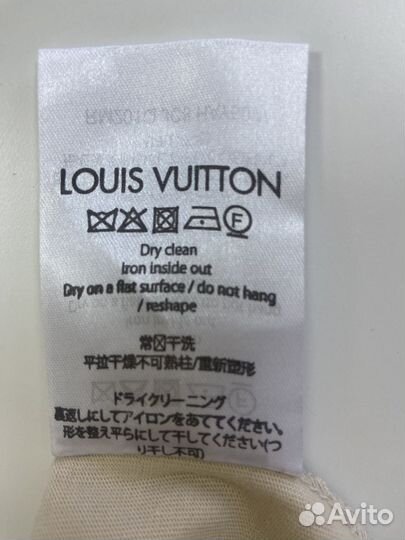 LOUIS VUITTON
F
Dry clean
Iron inside out
Dry on a flat surface / do not hang
/ reshape
常図干洗
平拉干燥不可熟柱/重新塑形
ドライクリーニング
裏返しにしてアイロンをあててください。
形を整え平らにして干してください(つ
り干し不可)
Avito